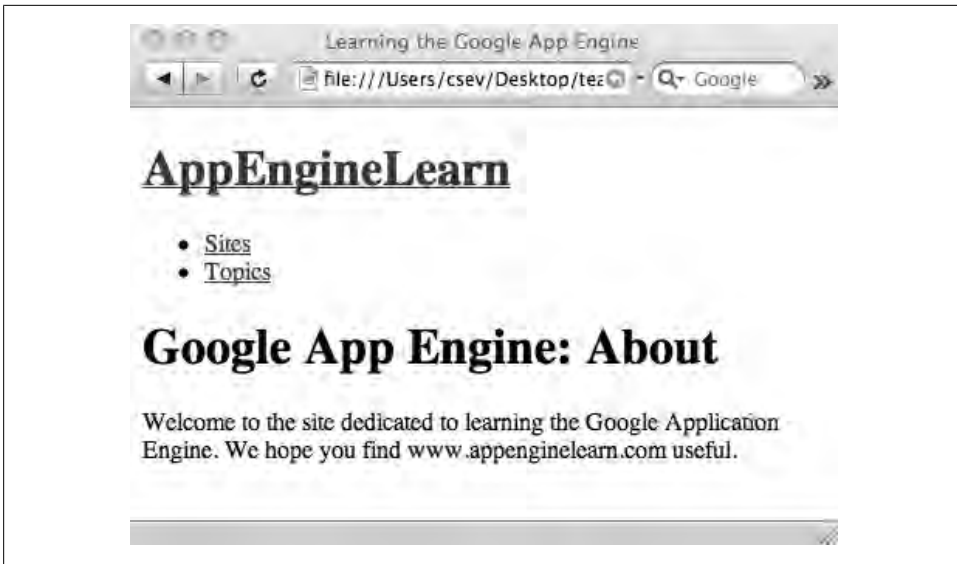 Learning the Google App Engine
file:///Users/csev/Desktop/tea
Google
AppEngineLearn
• Sites
• Topics
Google App Engine: About
Welcome to the site dedicated to learning the Google Application
Engine. We hope you find www.appenginelearn.com useful.